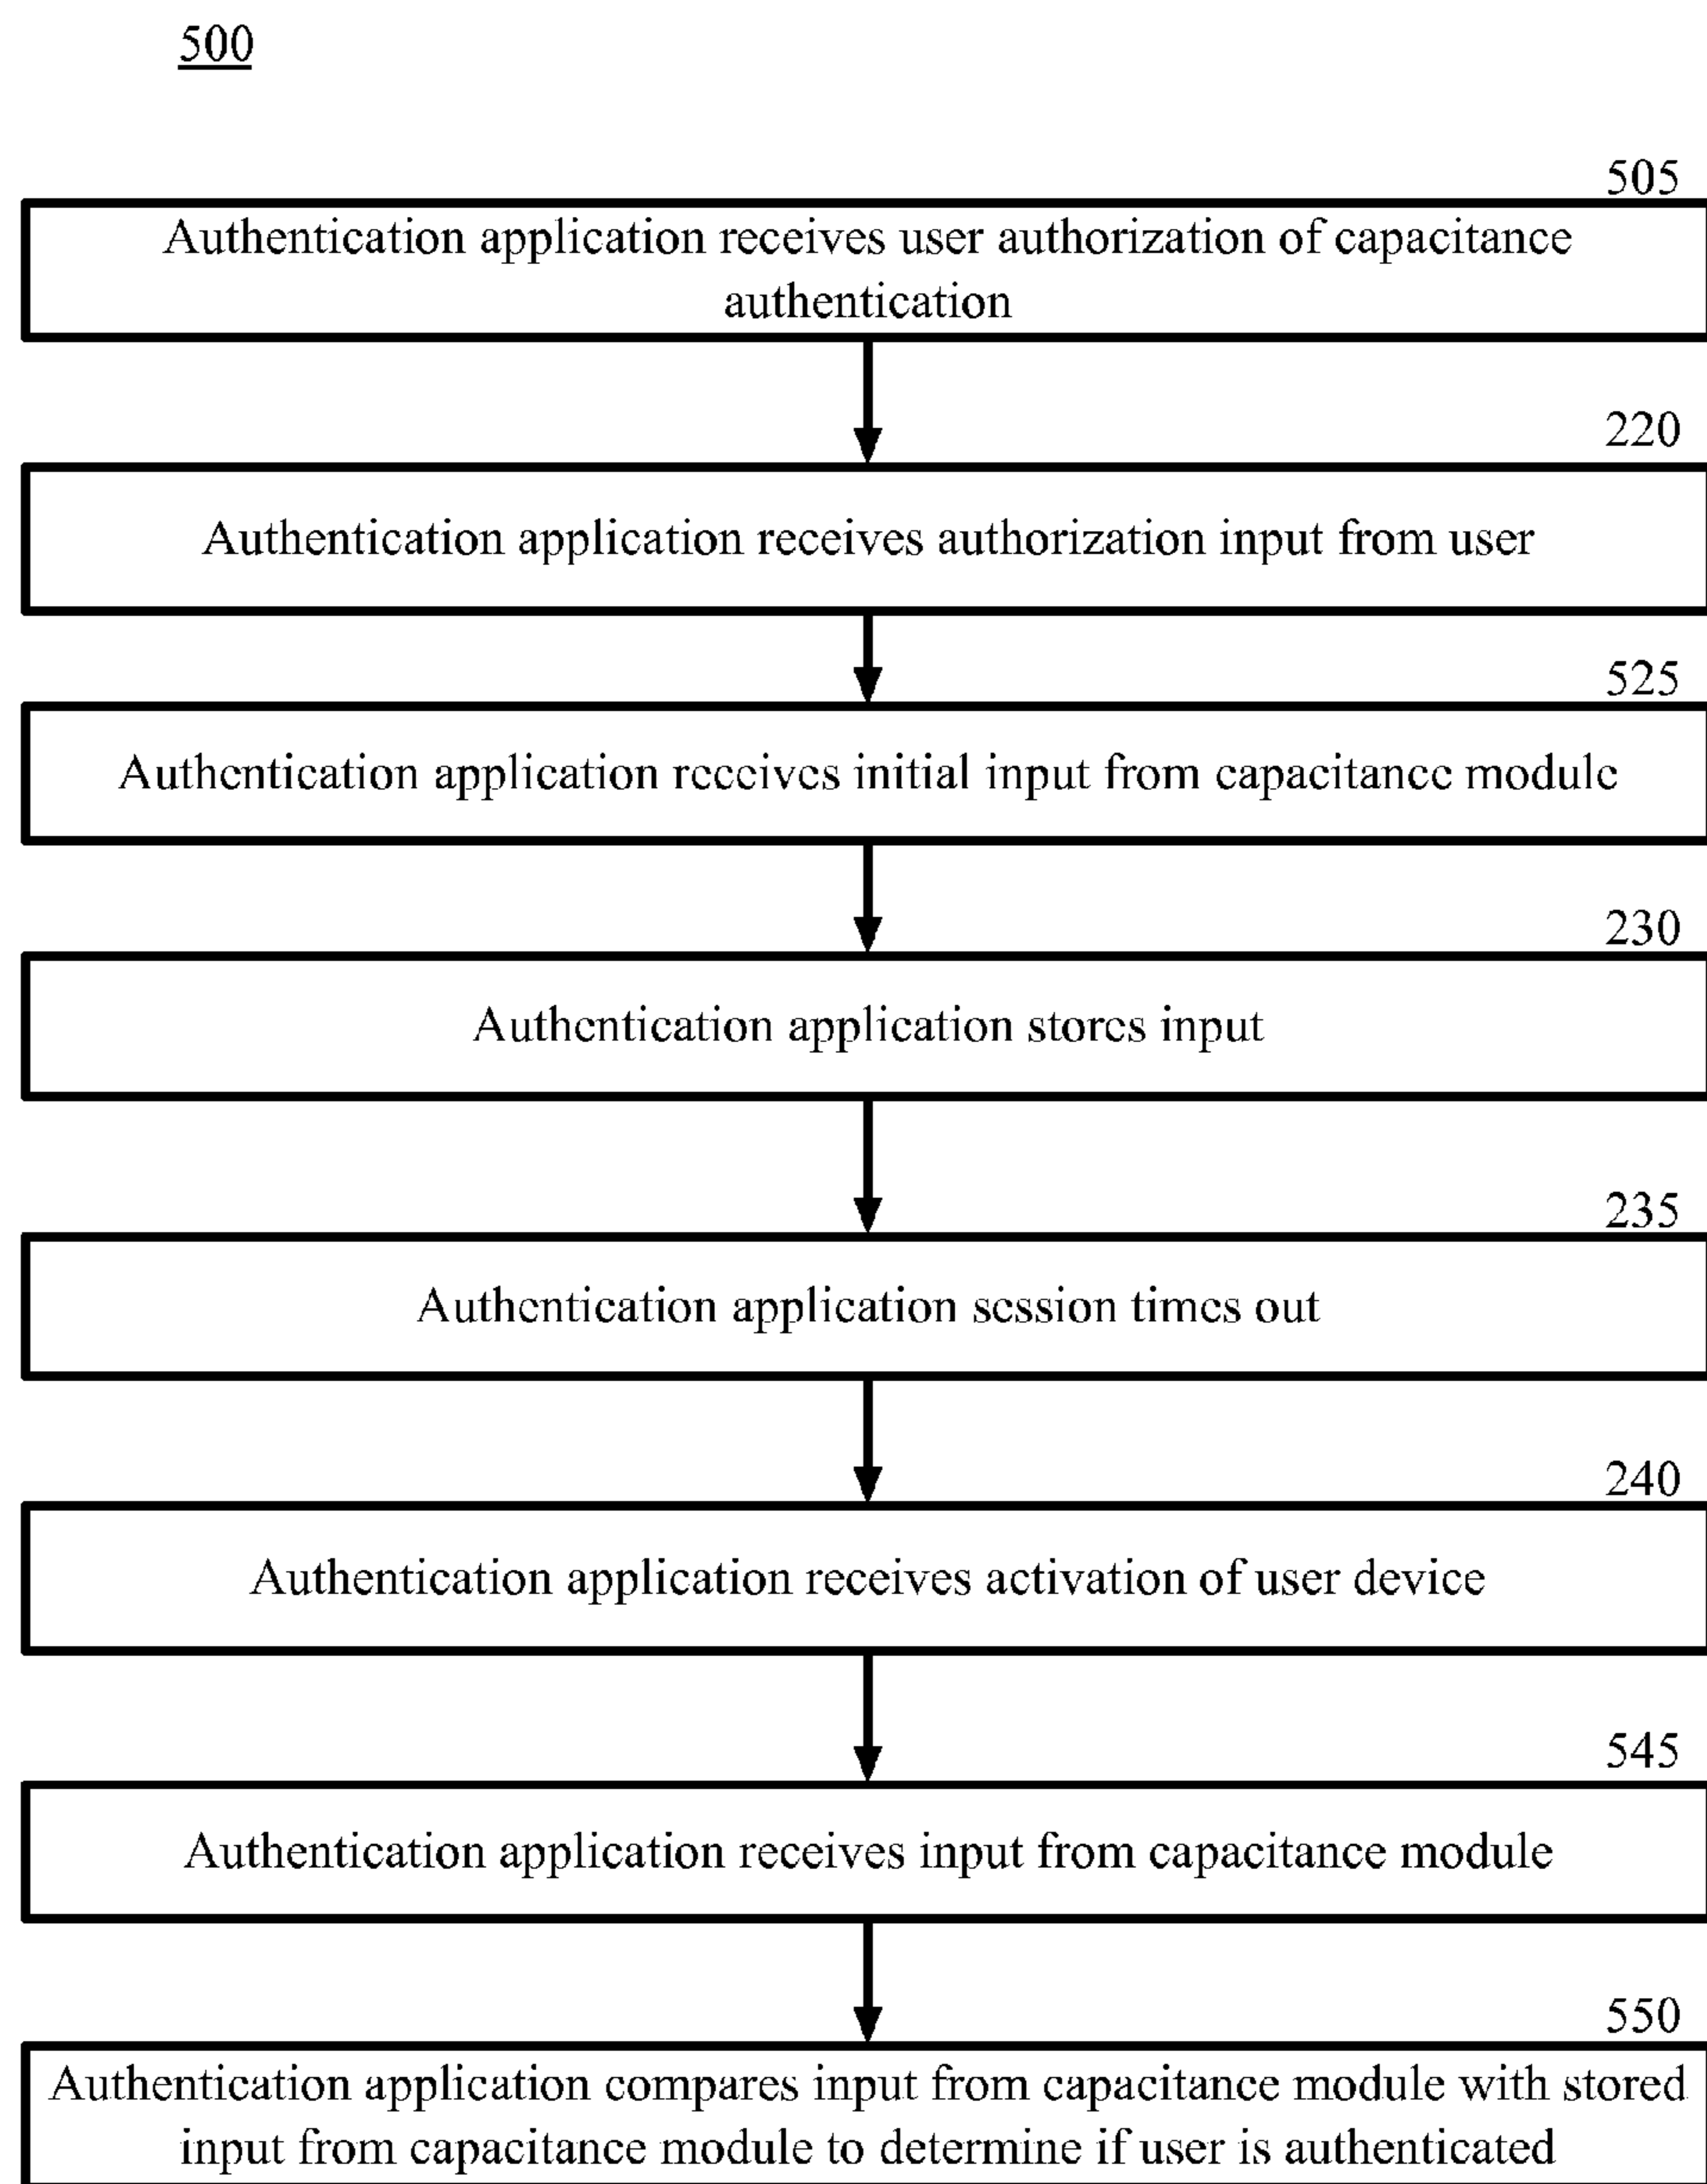 500
505
Authentication application receives user authorization of capacitance
authentication
220
Authentication application receives authorization input from user
525
Authentication application receives initial input from capacitance module
230
Authentication application stores input
235
Authentication application session times out
240
Authentication application receives activation of user device
545
Authentication application receives input from capacitance module
550
Authentication application compares input from capacitance module with stored
input from capacitance module to determine if user is authenticated